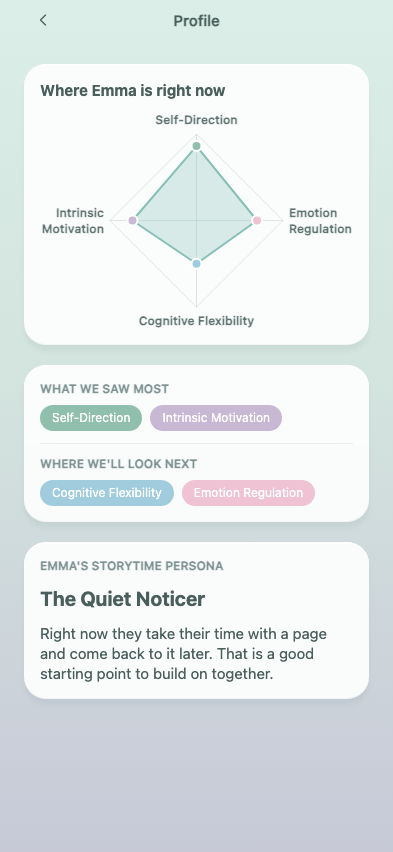 Profile
Where Emma is right now
Self-Direction
Intrinsic
Motivation
Emotion
Regulation
Cognitive Flexibility
WHAT WE SAW MOST
Self-Direction
Intrinsic Motivation
WHERE WE'LL LOOK NEXT
Cognitive Flexibility
Emotion Regulation
EMMA'S STORYTIME PERSONA
The Quiet Noticer
Right now they take their time with a page
and come back to it later. That is a good
starting point to build on together.